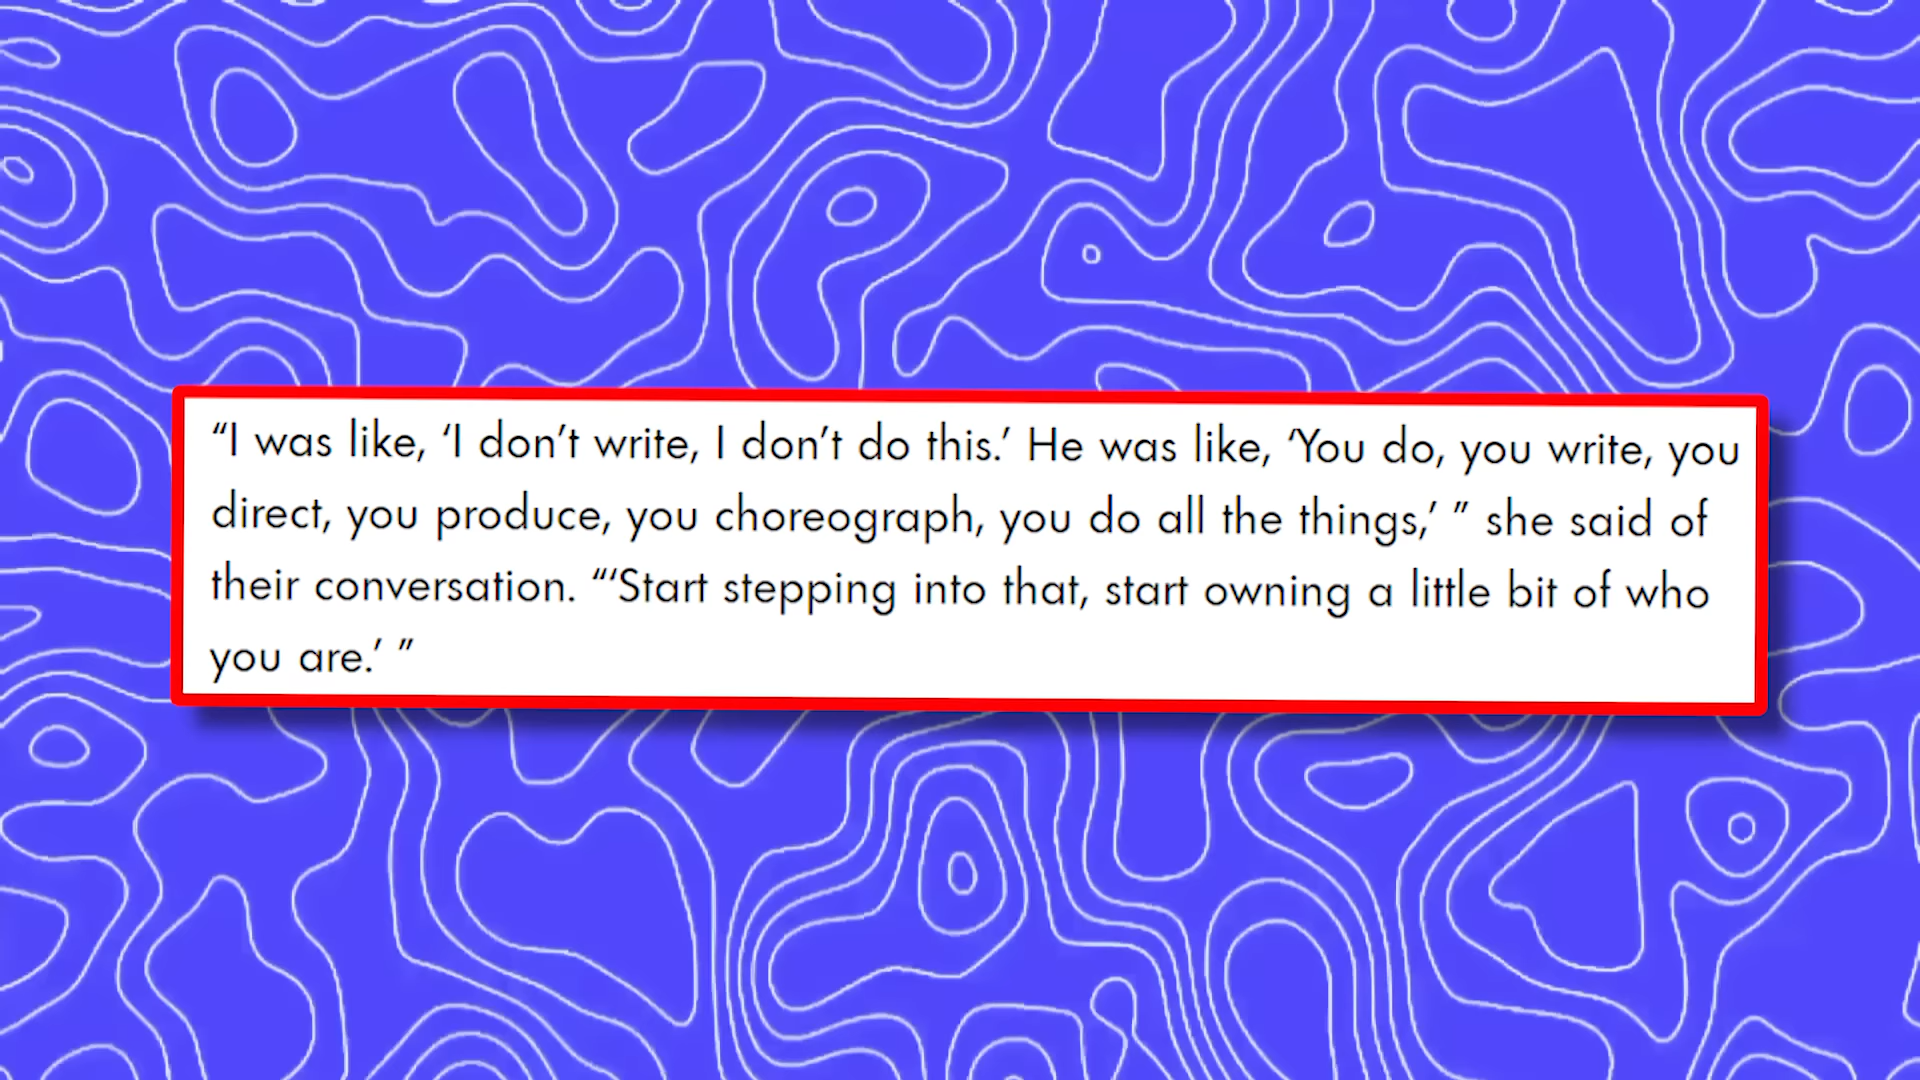 “I was like, ‘I don’t write, I don’t do this.’ He was like, ‘You do, you write, you
direct, you produce, you choreograph, you do all the things,’ ” she said of
their conversation. “‘Start stepping into that, start owning a little bit of who
you are.’ ”